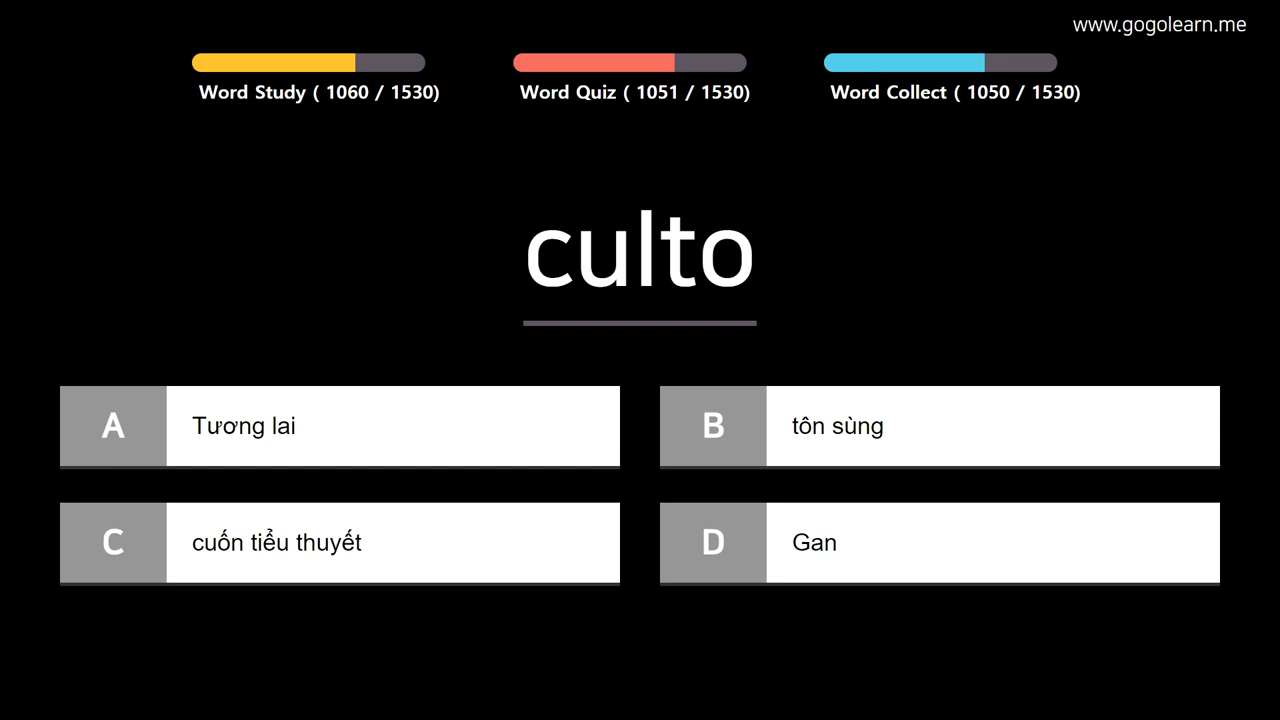 www.gogolearn.me
Word Study ( 1060 / 1530)
Word Quiz ( 1051 / 1530)
Word Collect ( 1050 / 1530)
culto
A
Tương lai
B
tôn sùng
C
cuốn tiểu thuyết
D
Gan